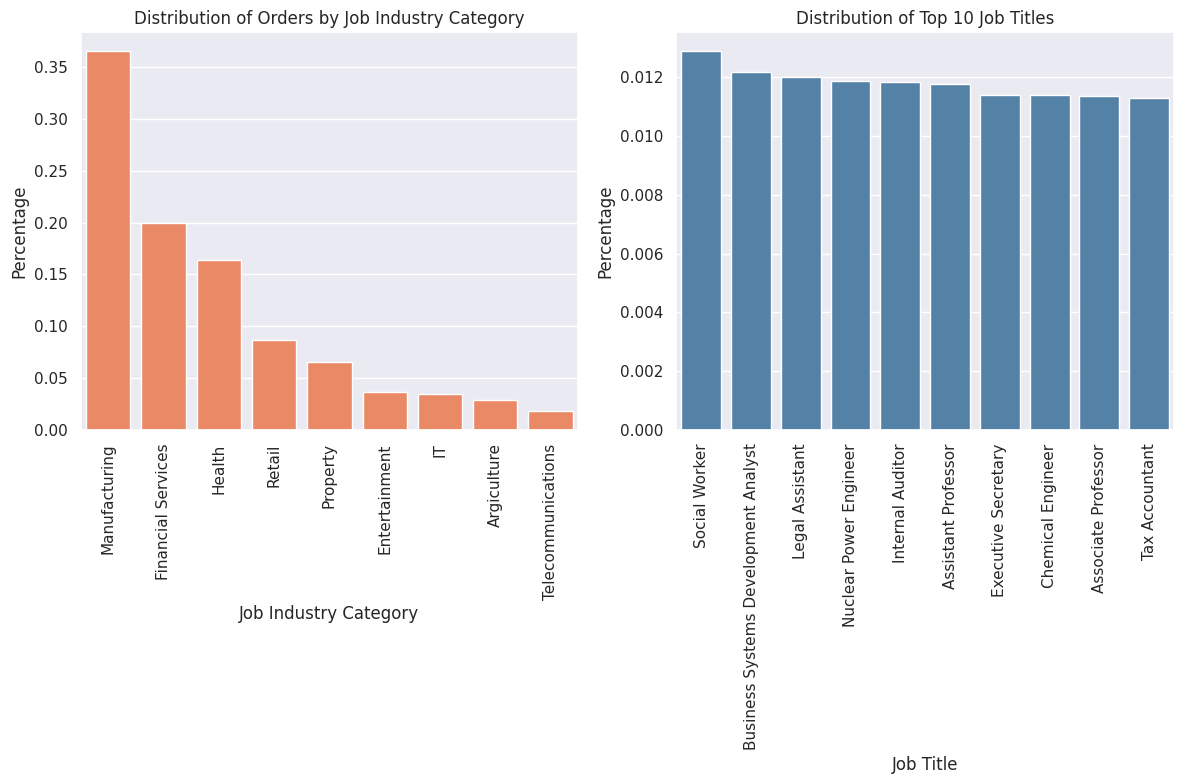 Distribution of Orders by Job Industry Category
Percentage
0.35
0.30
0.25
0.20
0.15
0.10
0.05
0.00
Manufacturing
Financial Services
Health
Retail
Property
Entertainment
IT
Argiculture
Telecommunications
Job Industry Category
Distribution of Top 10 Job Titles
Percentage
0.012
0.010
0.008
0.006
0.004
0.002
0.000
Social Worker
Business Systems Development Analyst
Legal Assistant
Nuclear Power Engineer
Internal Auditor
Assistant Professor
Executive Secretary
Chemical Engineer
Associate Professor
Tax Accountant
Job Title